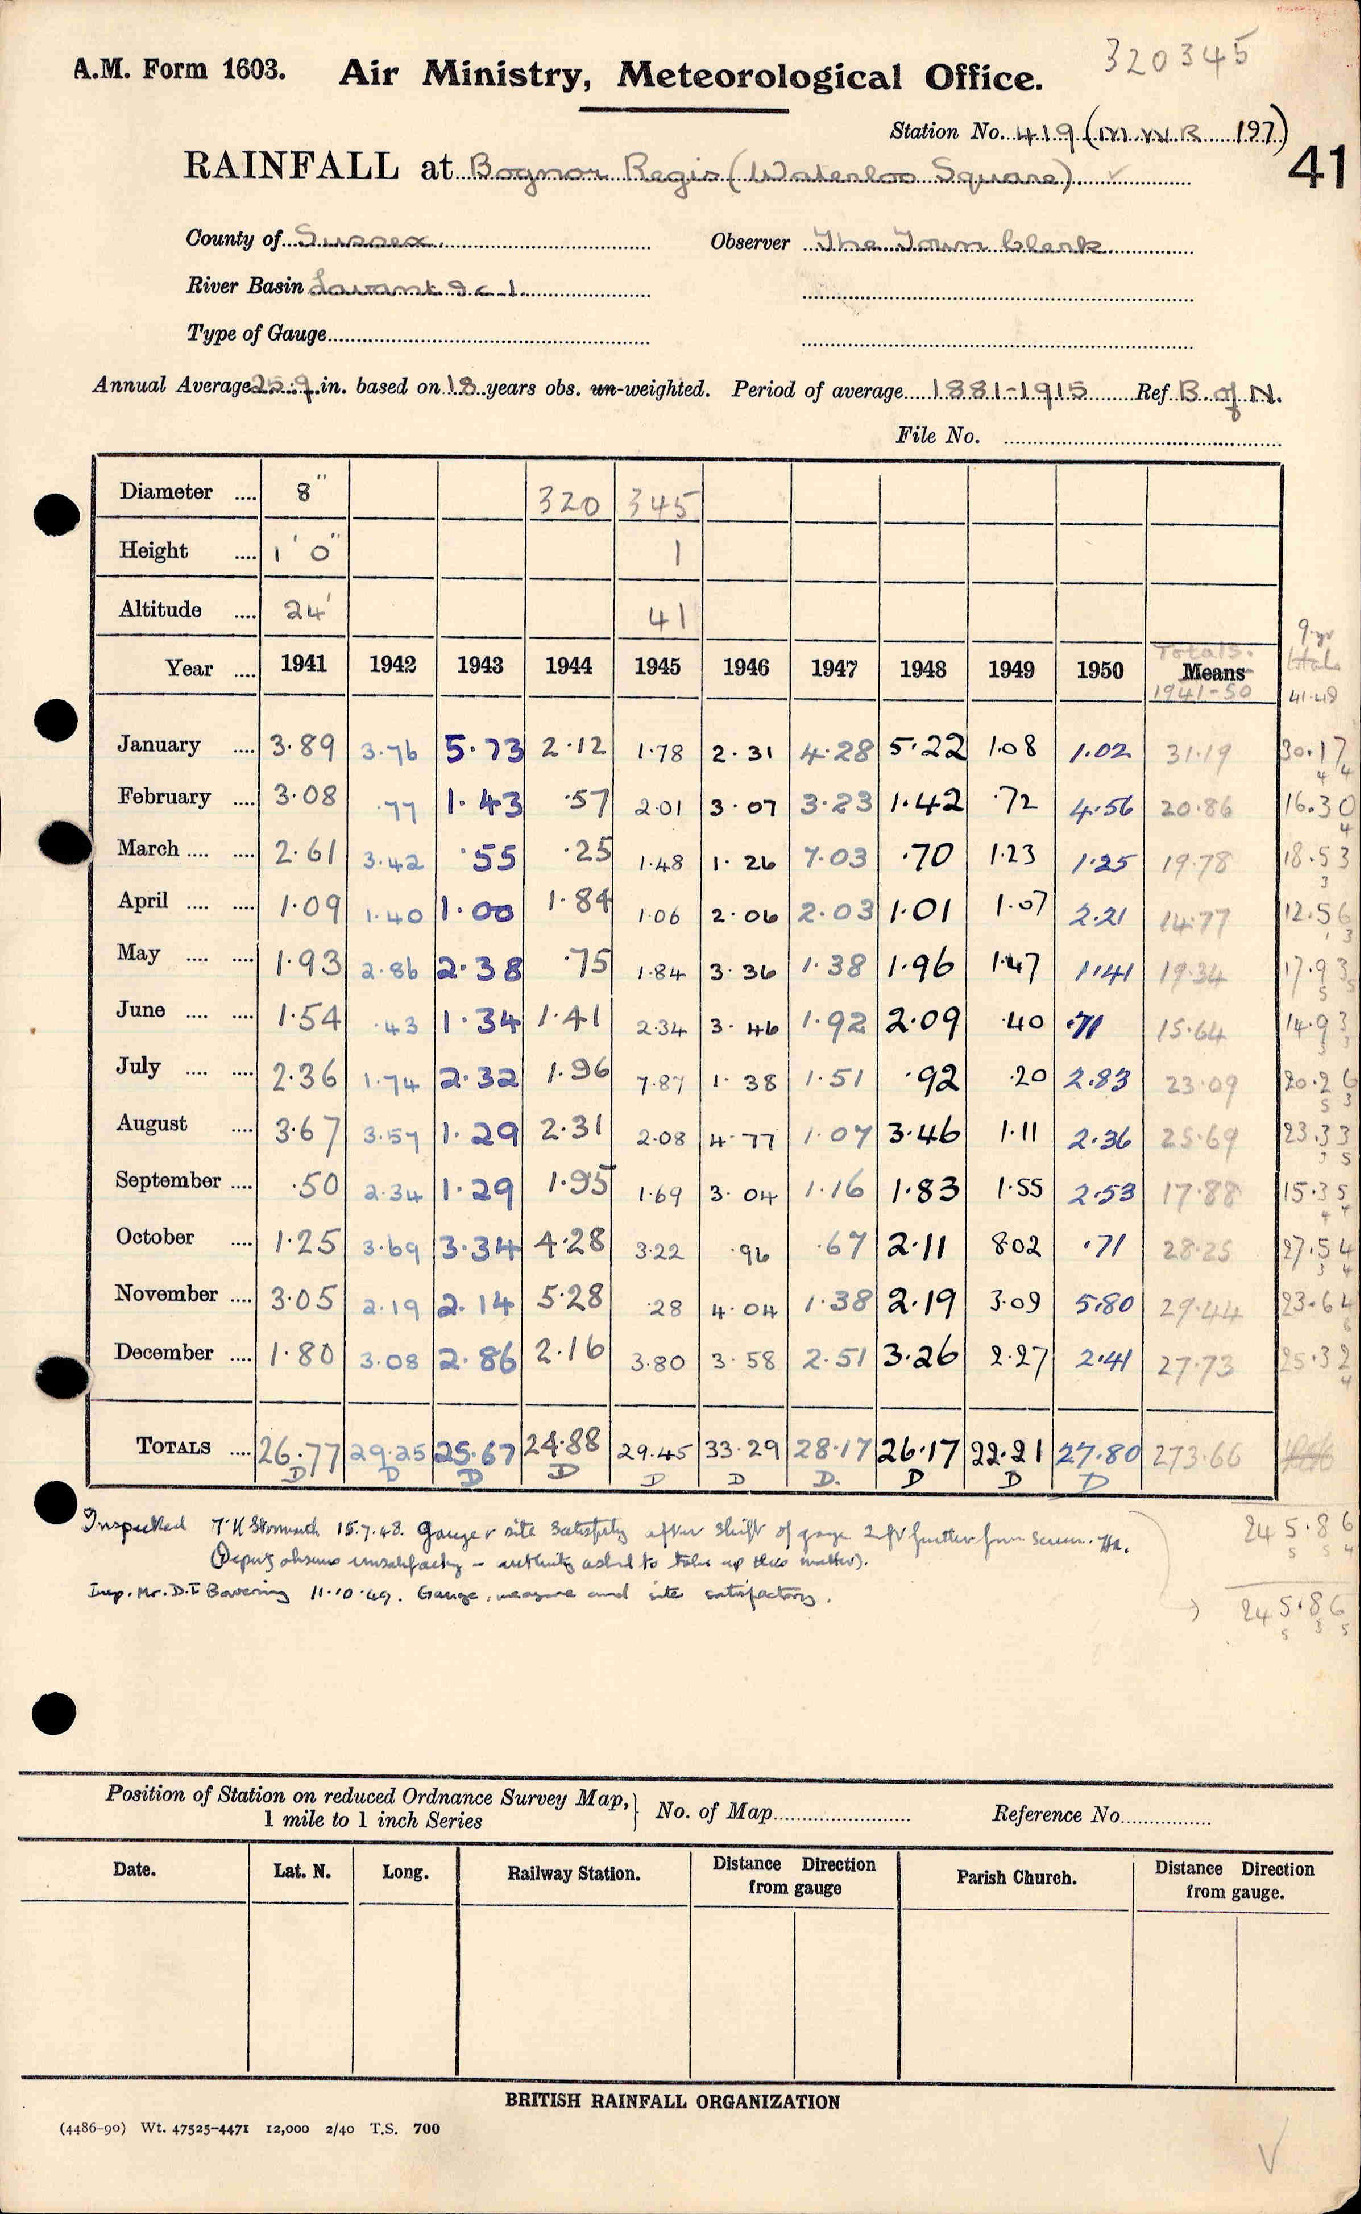 320345
A.M. Form 1603. Air Ministry, Meteorological Office.
Station No. 419 (M.W.R 197)
41
RAINFALL at Bognor Regis (Waterloo Square) ✓
County of Sussex Observer The Town Clerk
River Basin Lavant &c 1.
Type of Gauge
Annual Average 25.9 in. based on 18 years obs. un-weighted. Period of average 1881-1915 Ref B. of N.
File No.
Diameter .... 8" 320 345
Height .... 1' 0" 1
Altitude .... 24' 41
9-yr
Totals.
Year .... 1941 1942 1943 1944 1945 1946 1947 1948 1949 1950 Means totals
1941-50 41-49
January .... 3.89 3.76 5.73 2.12 1.78 2.31 4.28 5.22 1.08 1.02 31.19 30.17
February .... 3.08 .77 1.43 .57 2.01 3.07 3.23 1.42 .72 4.56 20.86 16.30
March .... .... 2.61 3.42 .55 .25 1.48 1.26 7.03 .70 1.23 1.25 19.78 18.53
April .... .... 1.09 1.40 1.00 1.84 1.06 2.06 2.03 1.01 1.07 2.21 14.77 12.56
May .... .... 1.93 2.86 2.38 .75 1.84 3.36 1.38 1.96 1.47 1.41 19.34 17.93
June .... .... 1.54 .43 1.34 1.41 2.34 3.46 1.92 2.09 .40 .71 15.64 14.93
July .... .... 2.36 1.74 2.32 1.96 7.87 1.38 1.51 .92 .20 2.83 23.09 20.26
August .... 3.67 3.57 1.29 2.31 2.08 4.77 1.07 3.46 1.11 2.36 25.69 23.33
September .... .50 2.34 1.29 1.95 1.69 3.04 1.16 1.83 1.55 2.53 17.88 15.35
October .... 1.25 3.69 3.34 4.28 3.22 .96 .67 2.11 8.02 .71 28.25 27.54
November .... 3.05 2.19 2.14 5.28 .28 4.04 1.38 2.19 3.09 5.80 29.44 23.64
December .... 1.80 3.08 2.86 2.16 3.80 3.58 2.51 3.26 2.27 2.41 27.73 25.32
TOTALS .... 26.77 29.25 25.67 24.88 29.45 33.29 28.17 26.17 22.21 27.80 273.66
D D D D D D D. D D D
Inspected 15.7.48. Gauge & site satisfactory after shift of gauge 2 ft further from screen.
245.86
(Deputy observer unsatisfactory – authority asked to take up this matter).
Insp. Mr. D.T Bowering 11.10.49. Gauge, measure and site satisfactory.
245.86
Position of Station on reduced Ordnance Survey Map, 1 mile to 1 inch Series } No. of Map Reference No.
Date. Lat. N. Long. Railway Station. Distance Direction from gauge Parish Church. Distance Direction from gauge.
BRITISH RAINFALL ORGANIZATION
(4486-90) Wt. 47525-4471 12,000 2/40 T.S. 700